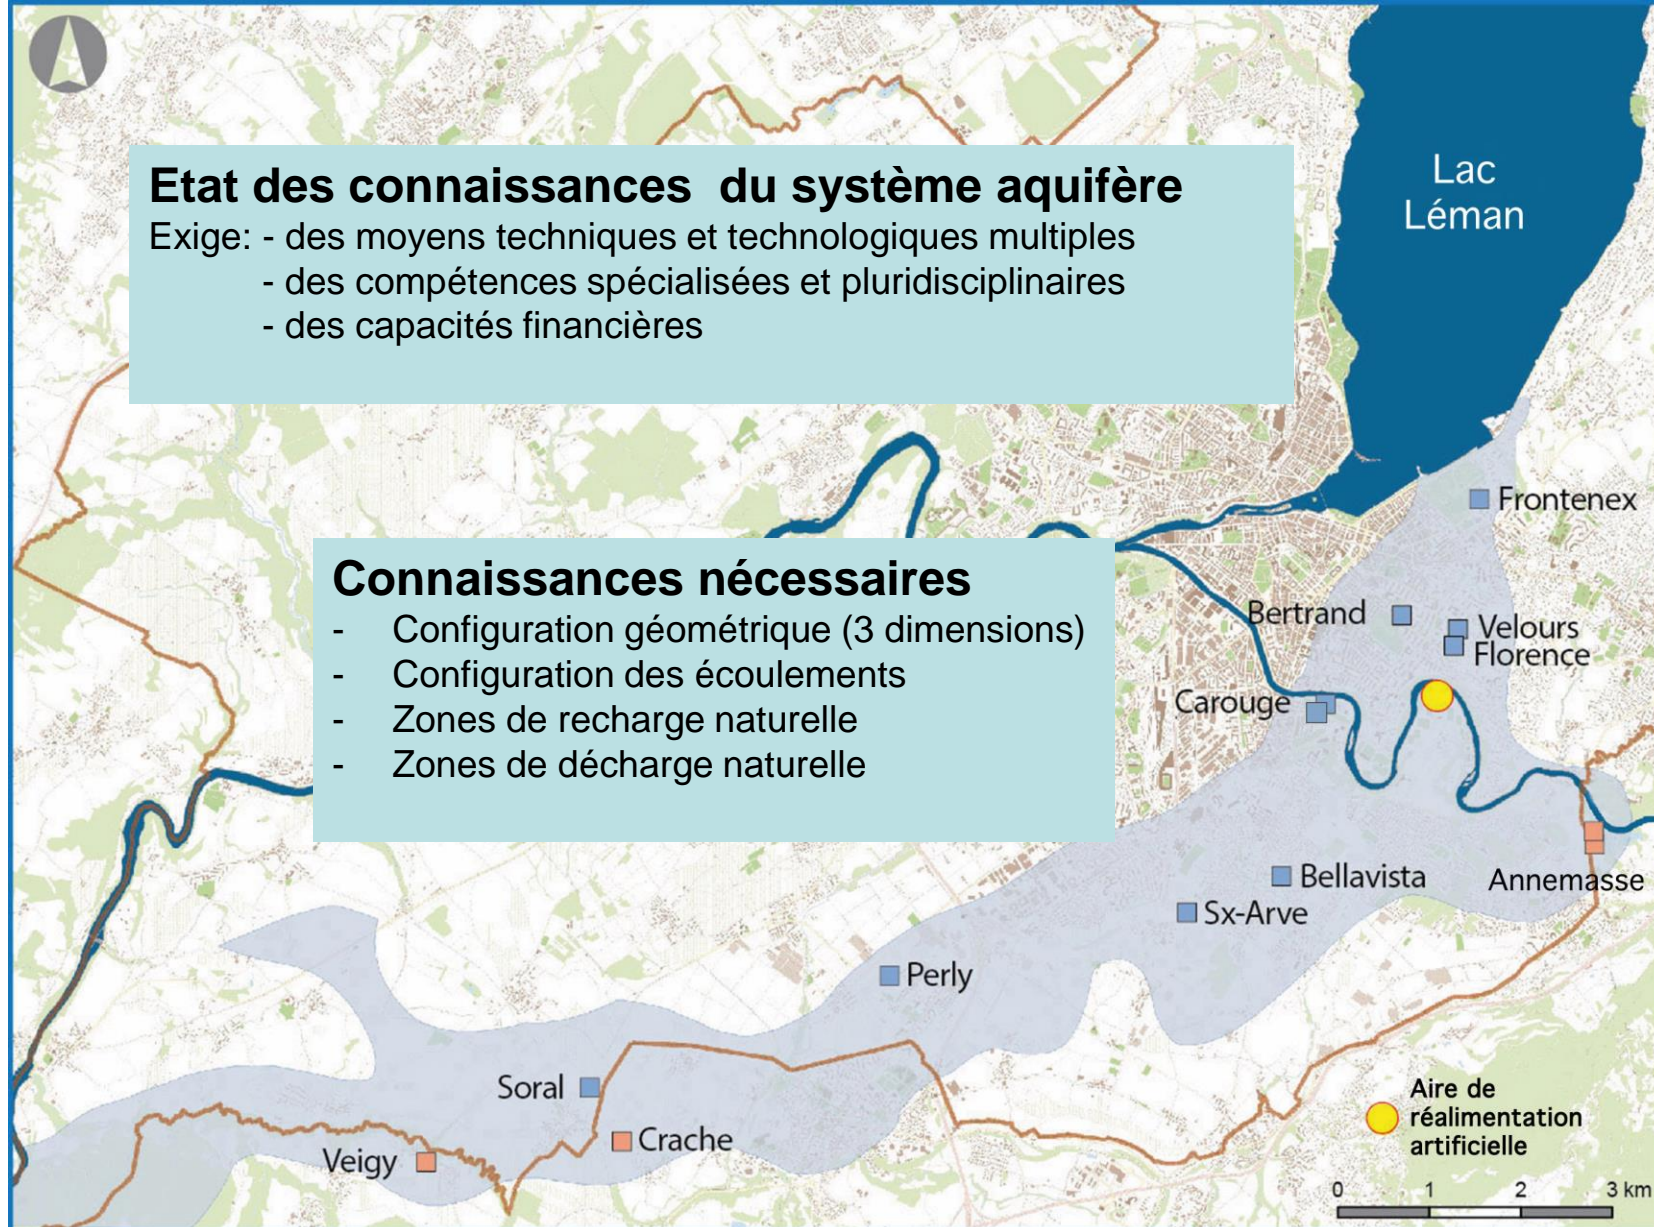 Etat des connaissances  du système aquifère
Exige: - des moyens techniques et technologiques multiples
- des compétences spécialisées et pluridisciplinaires
- des capacités financières
Lac
Léman
Frontenex
Connaissances nécessaires
- Configuration géométrique (3 dimensions)
- Configuration des écoulements
- Zones de recharge naturelle
- Zones de décharge naturelle
Bertrand
Velours
Florence
Carouge
Bellavista
Annemasse
Sx-Arve
Perly
Soral
Crache
Veigy
Aire de
réalimentation
artificielle
0 1 2 3 km